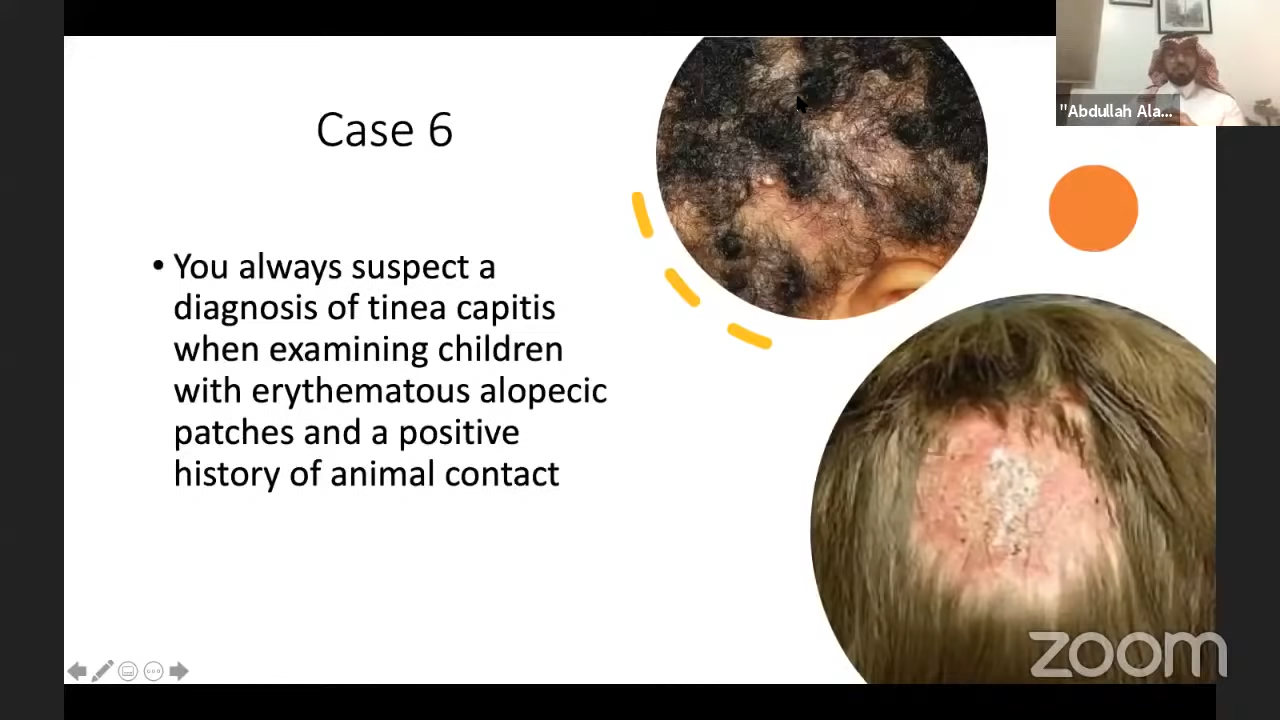 "Abdullah Ala...
Case 6
• You always suspect a
diagnosis of tinea capitis
when examining children
with erythematous alopecic
patches and a positive
history of animal contact
zoom